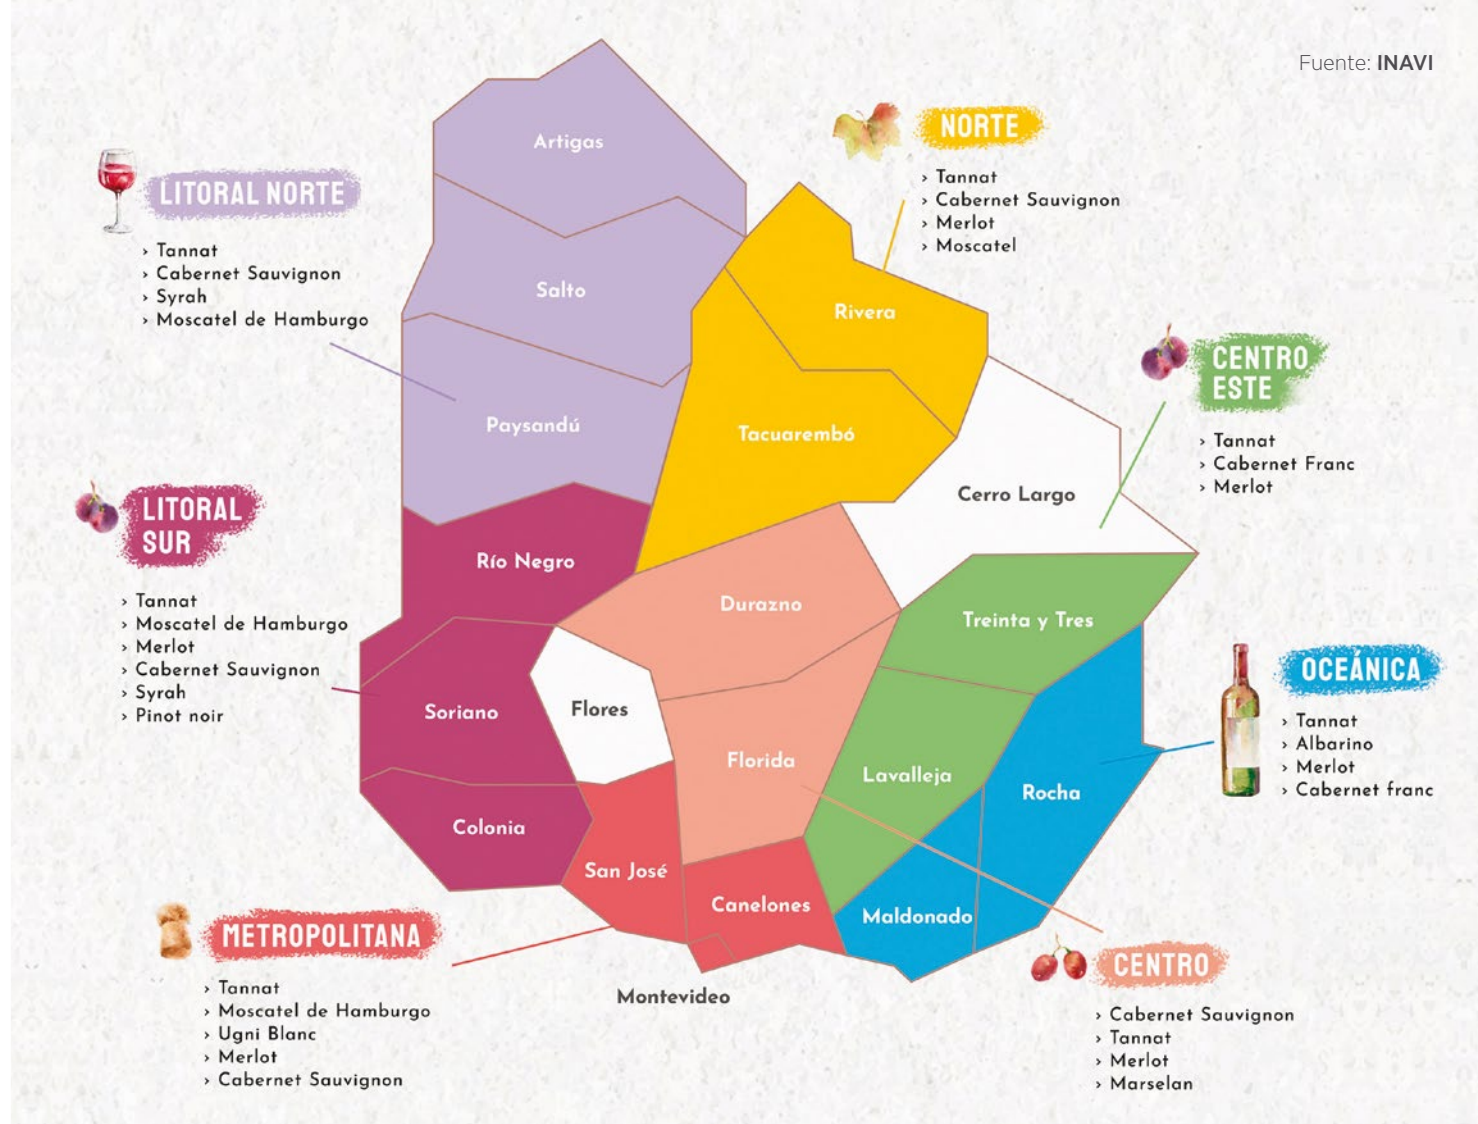 Fuente: INAVI
LITORAL NORTE
› Tannat
› Cabernet Sauvignon
› Syrah
› Moscatel de Hamburgo
NORTE
› Tannat
› Cabernet Sauvignon
› Merlot
› Moscatel
CENTRO
ESTE
› Tannat
› Cabernet Franc
› Merlot
LITORAL
SUR
› Tannat
› Moscatel de Hamburgo
› Merlot
› Cabernet Sauvignon
› Syrah
› Pinot noir
OCEÁNICA
› Tannat
› Albarino
› Merlot
› Cabernet franc
METROPOLITANA
› Tannat
› Moscatel de Hamburgo
› Ugni Blanc
› Merlot
› Cabernet Sauvignon
CENTRO
› Cabernet Sauvignon
› Tannat
› Merlot
› Marselan
Artigas
Salto
Rivera
Paysandú
Tacuarembó
Cerro Largo
Río Negro
Durazno
Treinta y Tres
Soriano
Flores
Florida
Lavalleja
Rocha
Colonia
San José
Canelones
Maldonado
Montevideo